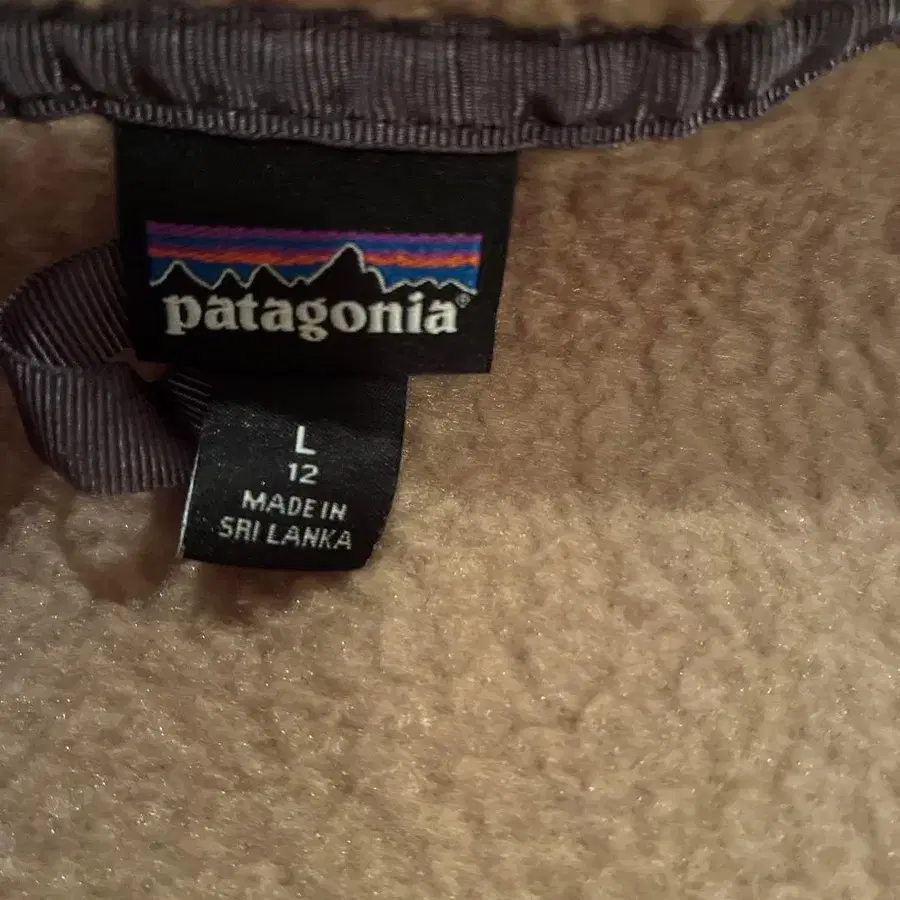 patagonia®
L
12
MADE IN
SRI LANKA